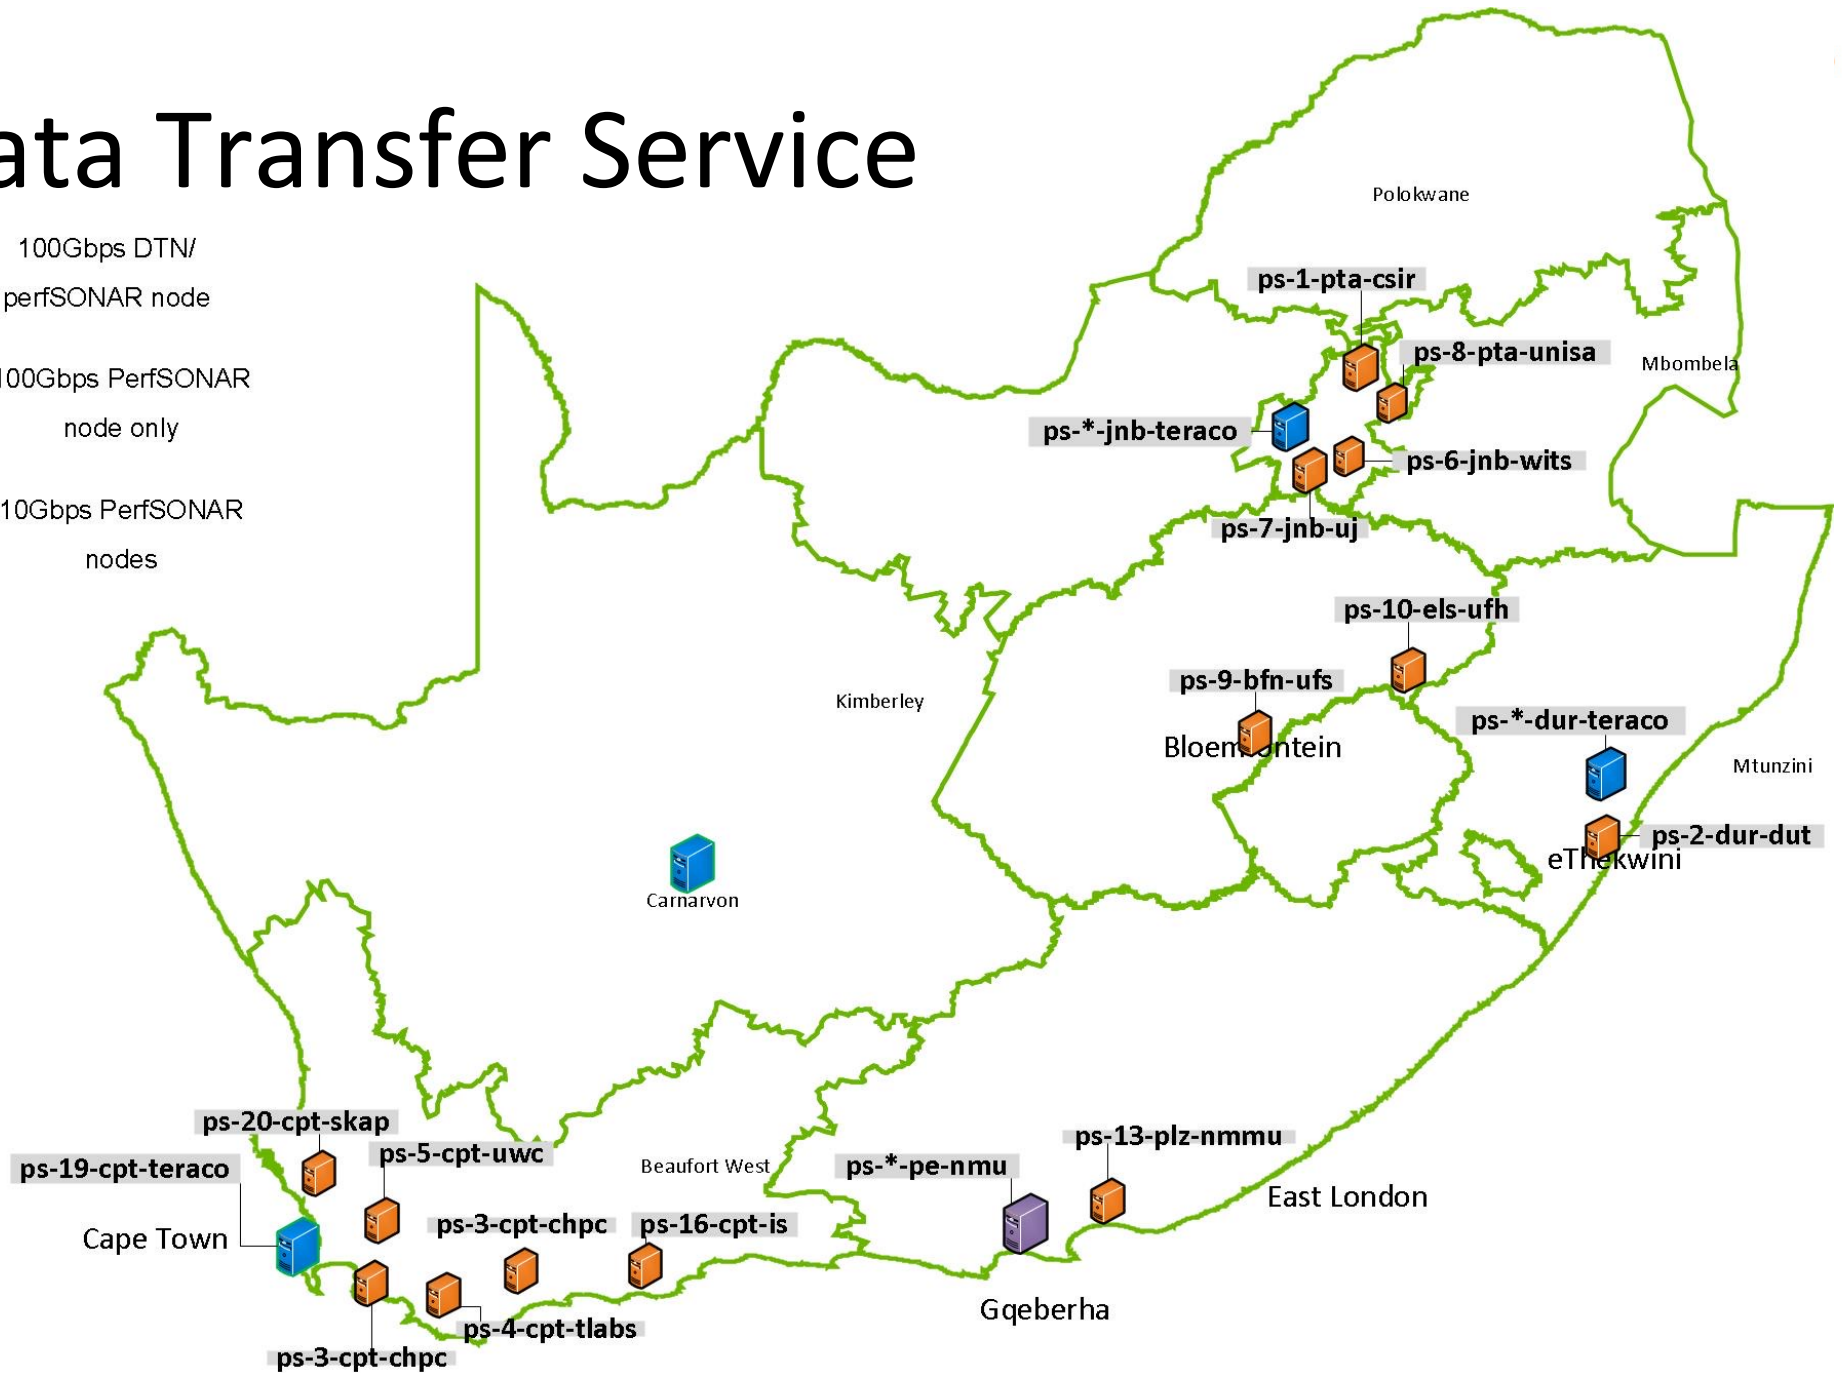 ata Transfer Service
100Gbps DTN/
perfSONAR node
100Gbps PerfSONAR
node only
10Gbps PerfSONAR
nodes
Polokwane
ps-1-pta-csir
ps-8-pta-unisa
Mbombela
ps-*-jnb-teraco
ps-6-jnb-wits
ps-7-jnb-uj
ps-10-els-ufh
ps-9-bfn-ufs
Kimberley
Bloemfontein
ps-*-dur-teraco
Mtunzini
ps-2-dur-dut
eThekwini
Carnarvon
ps-20-cpt-skap
ps-5-cpt-uwc
ps-19-cpt-teraco
Beaufort West
ps-*-pe-nmu
ps-13-plz-nmmu
East London
Cape Town
ps-3-cpt-chpc
ps-16-cpt-is
Gqeberha
ps-4-cpt-tlabs
ps-3-cpt-chpc